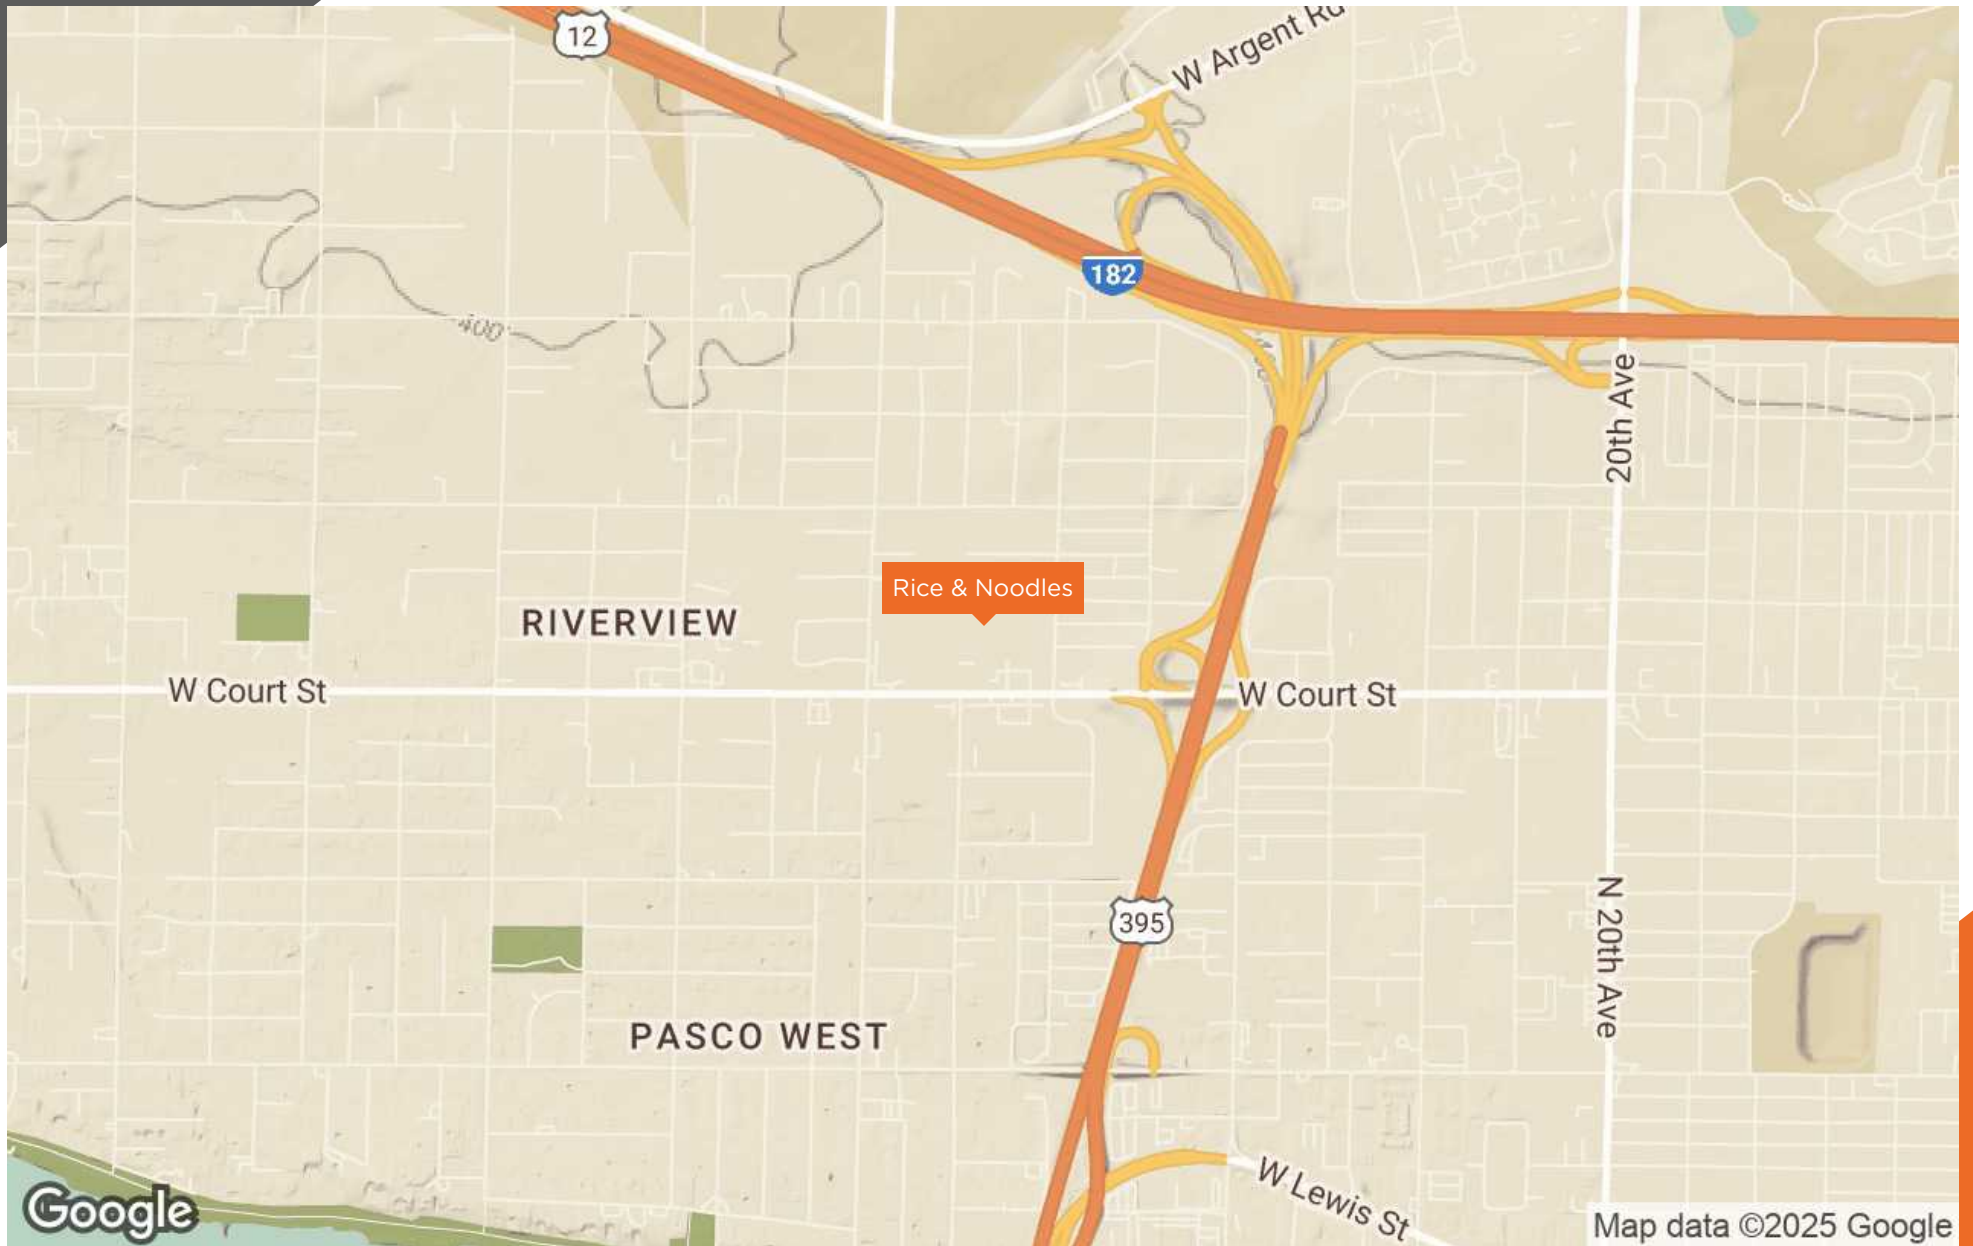 12
W Argent Rd
182
400
20th Ave
Rice & Noodles
RIVERVIEW
W Court St
W Court St
N 20th Ave
395
PASCO WEST
W Lewis St
Google
Map data ©2025 Google